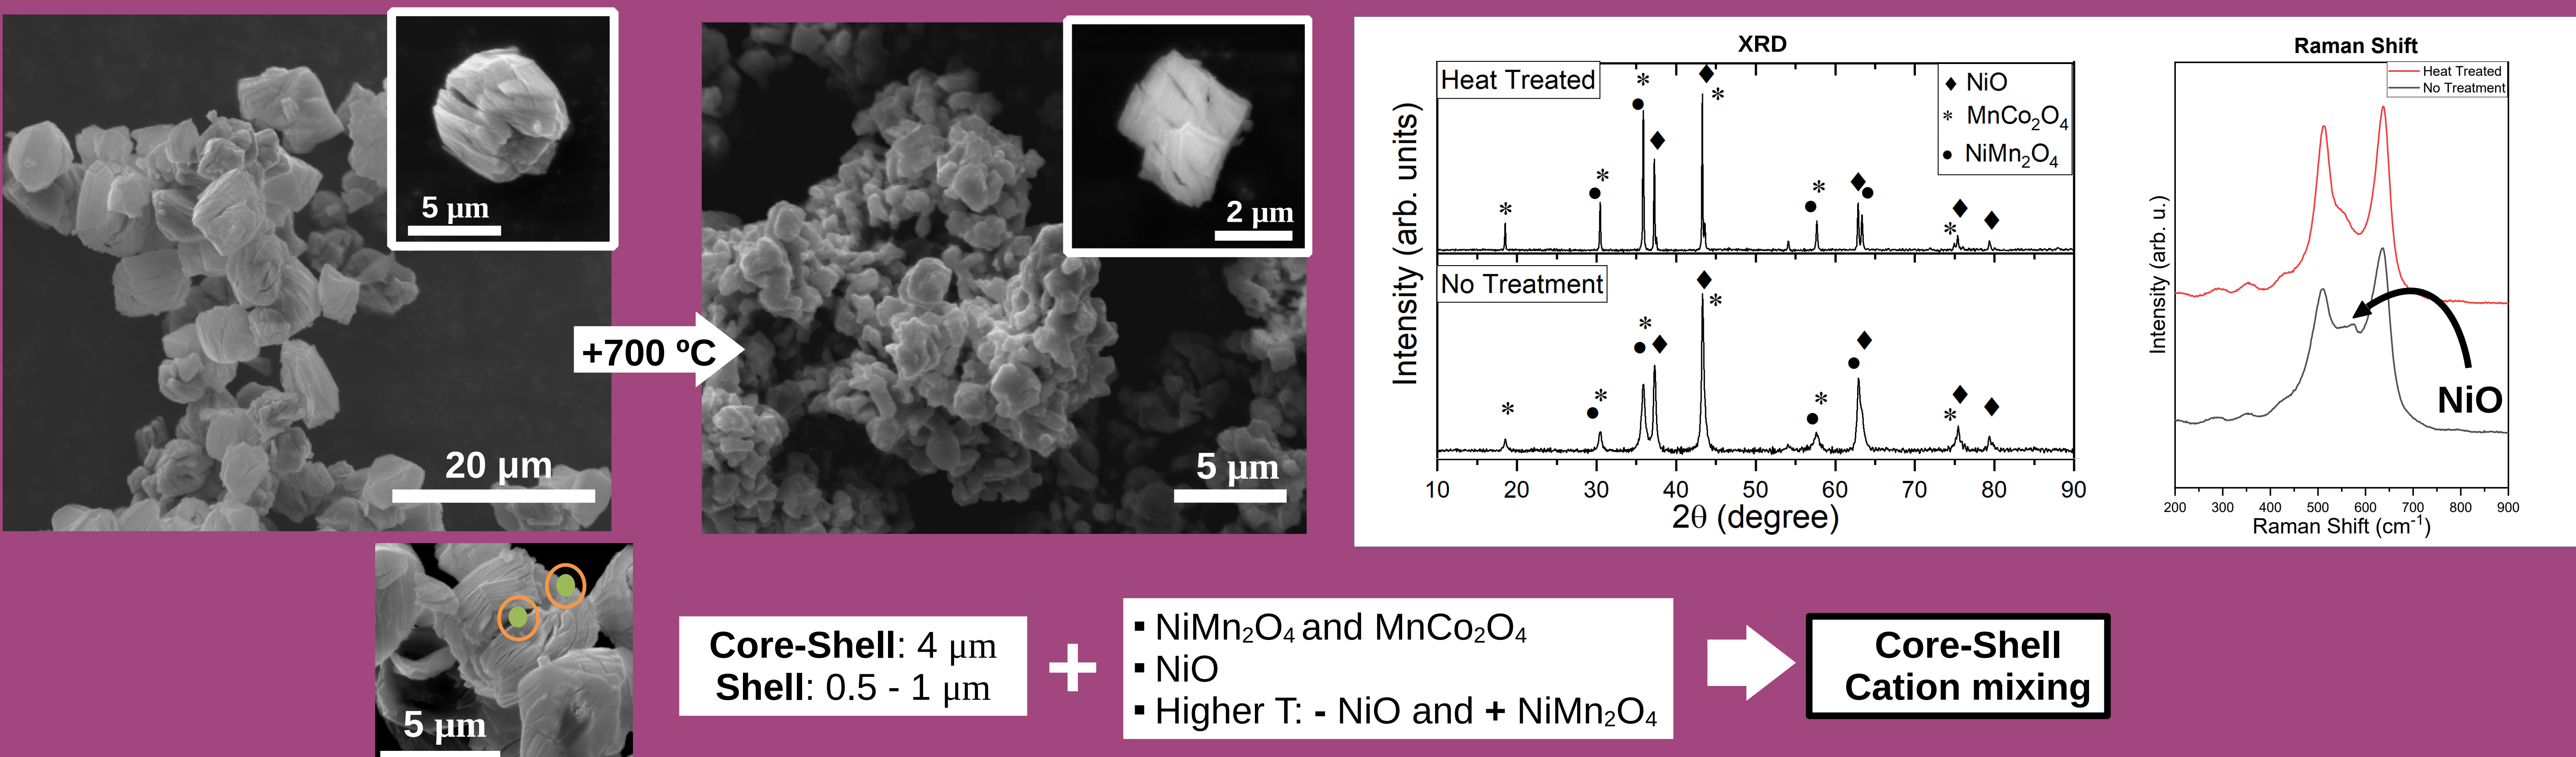 5 μm
20 μm
+700 ºC
2 μm
5 μm
XRD
Heat Treated
♦ NiO
* MnCo₂O₄
● NiMn₂O₄
No Treatment
Intensity (arb. units)
10 20 30 40 50 60 70 80 90
2θ (degree)
Raman Shift
Heat Treated
No Treatment
Intensity (arb. u.)
NiO
200 300 400 500 600 700 800 900
Raman Shift (cm⁻¹)
5 μm
Core-Shell: 4 μm
Shell: 0.5 - 1 μm
+
▪ NiMn₂O₄ and MnCo₂O₄
▪ NiO
▪ Higher T: - NiO and + NiMn₂O₄
Core-Shell
Cation mixing